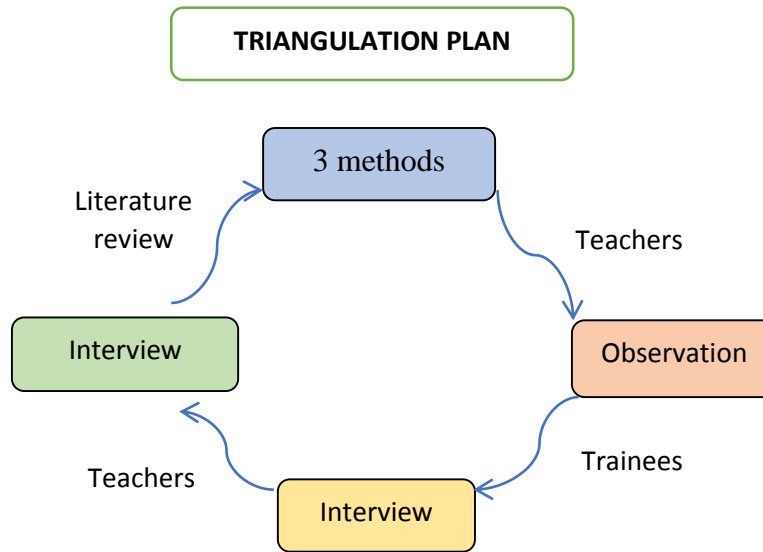 TRIANGULATION PLAN
3 methods
Literature
review
Teachers
Interview
Observation
Teachers
Trainees
Interview